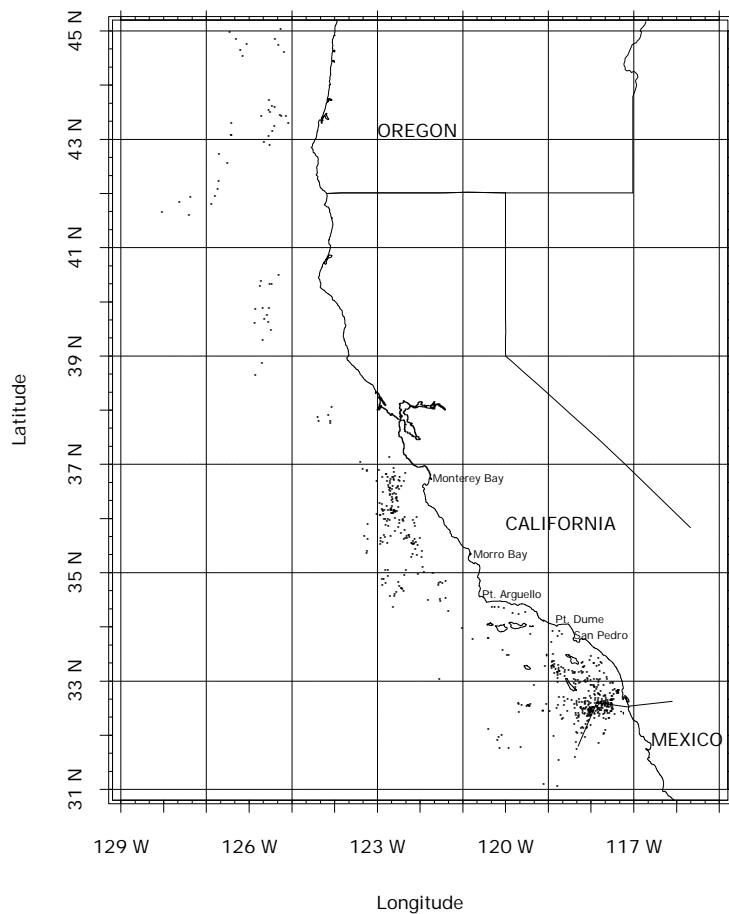 45 N
43 N
OREGON
41 N
39 N
Latitude
37 N
Monterey Bay
CALIFORNIA
Morro Bay
35 N
Pt. Arguello
Pt. Dume
San Pedro
33 N
MEXICO
31 N
129 W
126 W
123 W
120 W
117 W
Longitude